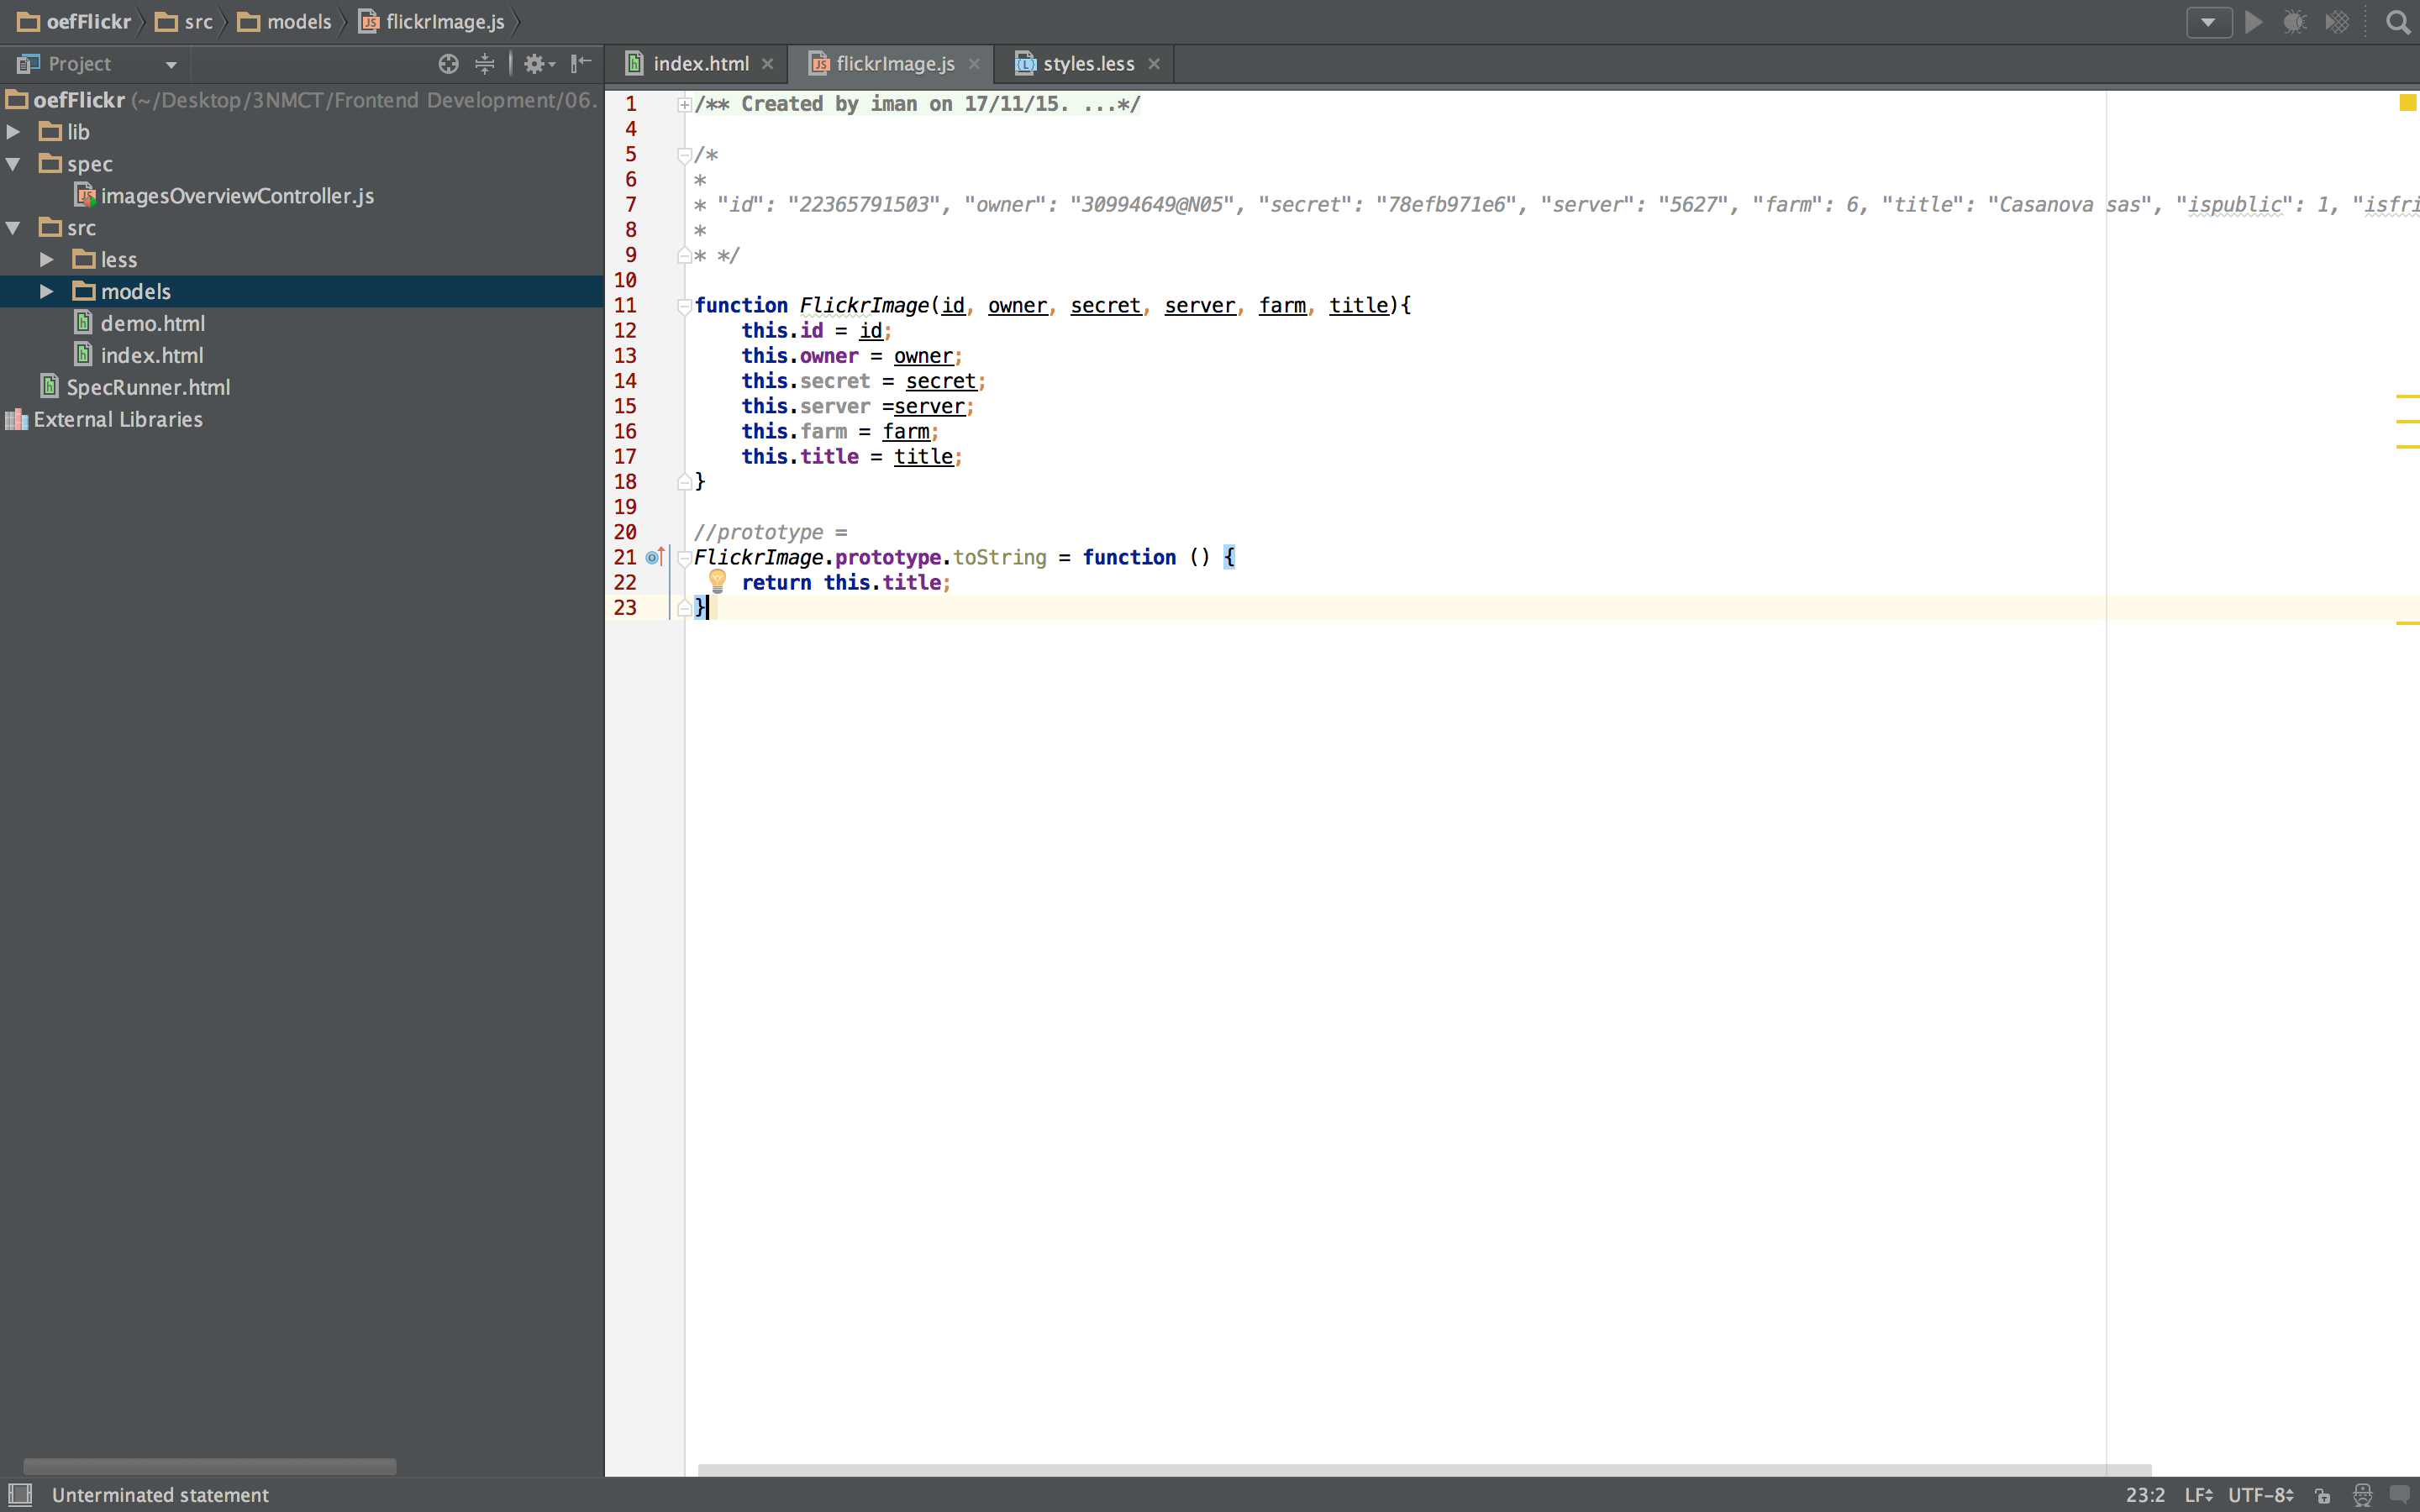 oefFlickr src models flickrImage.js
Project
index.html flickrImage.js styles.less
oefFlickr (~/Desktop/3NMCT/Frontend Development/06.
lib
spec
imagesOverviewController.js
src
less
models
demo.html
index.html
SpecRunner.html
External Libraries
1 /** Created by iman on 17/11/15. ...*/
4
5 /*
6 *
7 * "id": "22365791503", "owner": "30994649@N05", "secret": "78efb971e6", "server": "5627", "farm": 6, "title": "Casanova sas", "ispublic": 1, "isfri
8 *
9 * */
10
11 function FlickrImage(id, owner, secret, server, farm, title){
12 this.id = id;
13 this.owner = owner;
14 this.secret = secret;
15 this.server =server;
16 this.farm = farm;
17 this.title = title;
18 }
19
20 //prototype =
21 FlickrImage.prototype.toString = function () {
22 return this.title;
23 }
Unterminated statement 23:2 LF UTF-8